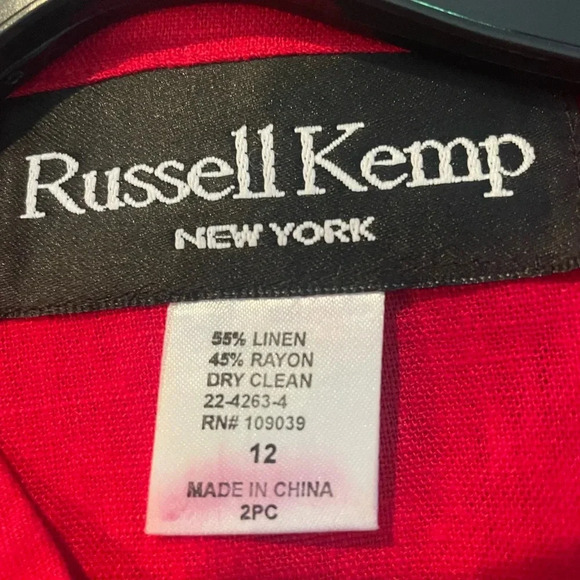 Russell Kemp
NEW YORK
55% LINEN
45% RAYON
DRY CLEAN
22-4263-4
RN# 109039
12
MADE IN CHINA
2PC